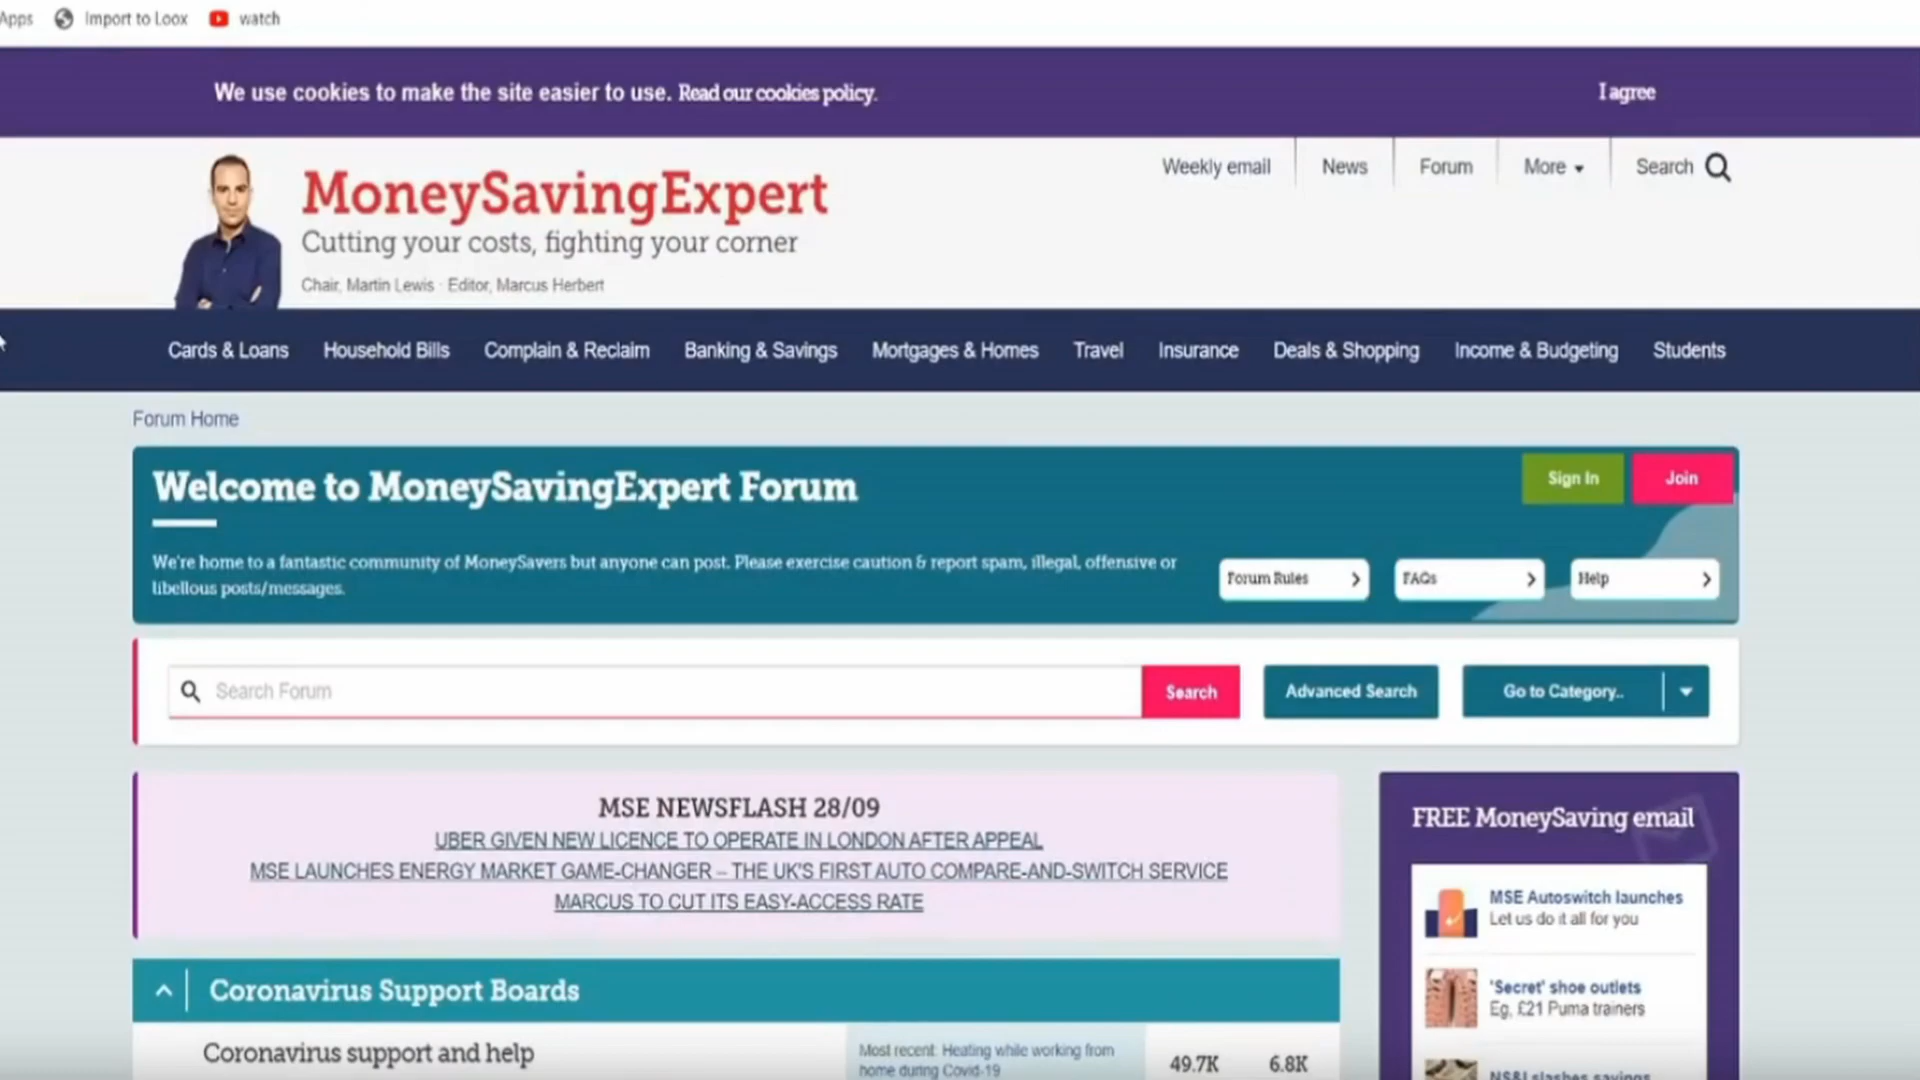 Apps Import to Loox watch
We use cookies to make the site easier to use. Read our cookies policy. I agree
Weekly email News Forum More Search
MoneySavingExpert
Cutting your costs, fighting your corner
Chair, Martin Lewis · Editor, Marcus Herbert
Cards & Loans Household Bills Complain & Reclaim Banking & Savings Mortgages & Homes Travel Insurance Deals & Shopping Income & Budgeting Students
Forum Home
Welcome to MoneySavingExpert Forum
Sign In Join
We're home to a fantastic community of MoneySavers but anyone can post. Please exercise caution & report spam, illegal, offensive or
libellous posts/messages.
Forum Rules FAQs Help
Search Forum Search Advanced Search Go to Category..
MSE NEWSFLASH 28/09
UBER GIVEN NEW LICENCE TO OPERATE IN LONDON AFTER APPEAL
MSE LAUNCHES ENERGY MARKET GAME-CHANGER – THE UK'S FIRST AUTO COMPARE-AND-SWITCH SERVICE
MARCUS TO CUT ITS EASY-ACCESS RATE
FREE MoneySaving email
MSE Autoswitch launches
Let us do it all for you
'Secret' shoe outlets
Eg, £21 Puma trainers
NS&I slashes savings
Coronavirus Support Boards
Coronavirus support and help
Most recent: Heating while working from
home during Covid-19
49.7K 6.8K